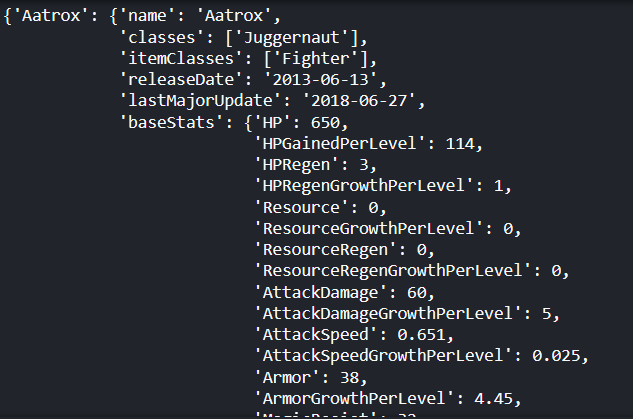 {'Aatrox': {'name': 'Aatrox',
'classes': ['Juggernaut'],
'itemClasses': ['Fighter'],
'releaseDate': '2013-06-13',
'lastMajorUpdate': '2018-06-27',
'baseStats': {'HP': 650,
'HPGainedPerLevel': 114,
'HPRegen': 3,
'HPRegenGrowthPerLevel': 1,
'Resource': 0,
'ResourceGrowthPerLevel': 0,
'ResourceRegen': 0,
'ResourceRegenGrowthPerLevel': 0,
'AttackDamage': 60,
'AttackDamageGrowthPerLevel': 5,
'AttackSpeed': 0.651,
'AttackSpeedGrowthPerLevel': 0.025,
'Armor': 38,
'ArmorGrowthPerLevel': 4.45,